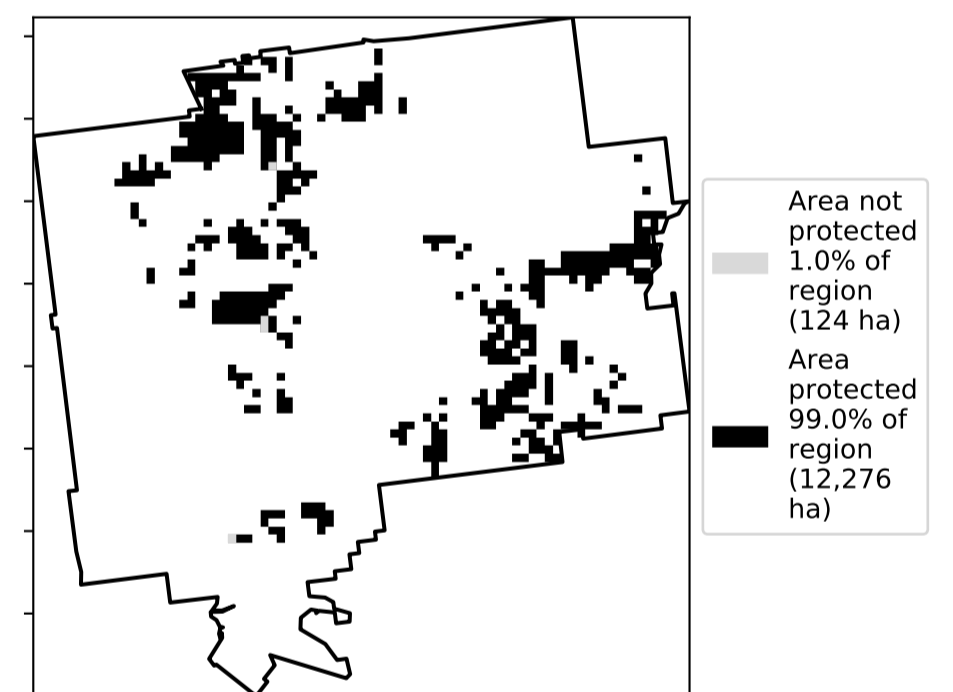 Area not
protected
1.0% of
region
(124 ha)
Area
protected
99.0% of
region
(12,276
ha)